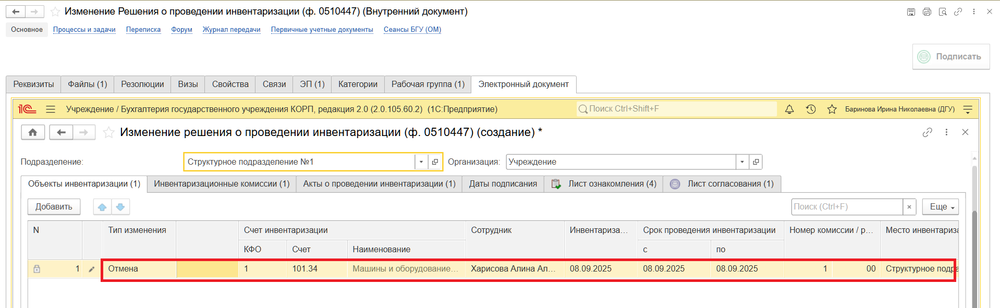 Изменение Решения о проведении инвентаризации (ф. 0510447) (Внутренний документ)
Основное Процессы и задачи Переписка Форум Журнал передачи Первичные учетные документы Сеансы БГУ (ОМ)
Подписать
Реквизиты Файлы (1) Резолюции Визы Свойства Связи ЭП (1) Категории Рабочая группа (1) Электронный документ
1С Учреждение / Бухгалтерия государственного учреждения КОРП, редакция 2.0 (2.0.105.60.2) (1С:Предприятие) Поиск Ctrl+Shift+F Баринова Ирина Николаевна (ДГУ)
Изменение решения о проведении инвентаризации (ф. 0510447) (создание) *
Подразделение: Структурное подразделение №1 Организация: Учреждение
Объекты инвентаризации (1) Инвентаризационные комиссии (1) Акты о проведении инвентаризации (1) Даты подписания Лист ознакомления (4) Лист согласования (1)
Добавить Поиск (Ctrl+F) × Еще
N Тип изменения Счет инвентаризации Сотрудник Инвентариза... Срок проведения инвентаризации Номер комиссии / р... Место инвентариза
КФО Счет Наименование с по
1 Отмена 1 101.34 Машины и оборудование... Харисова Алина Ал... 08.09.2025 08.09.2025 08.09.2025 1 00 Структурное подра